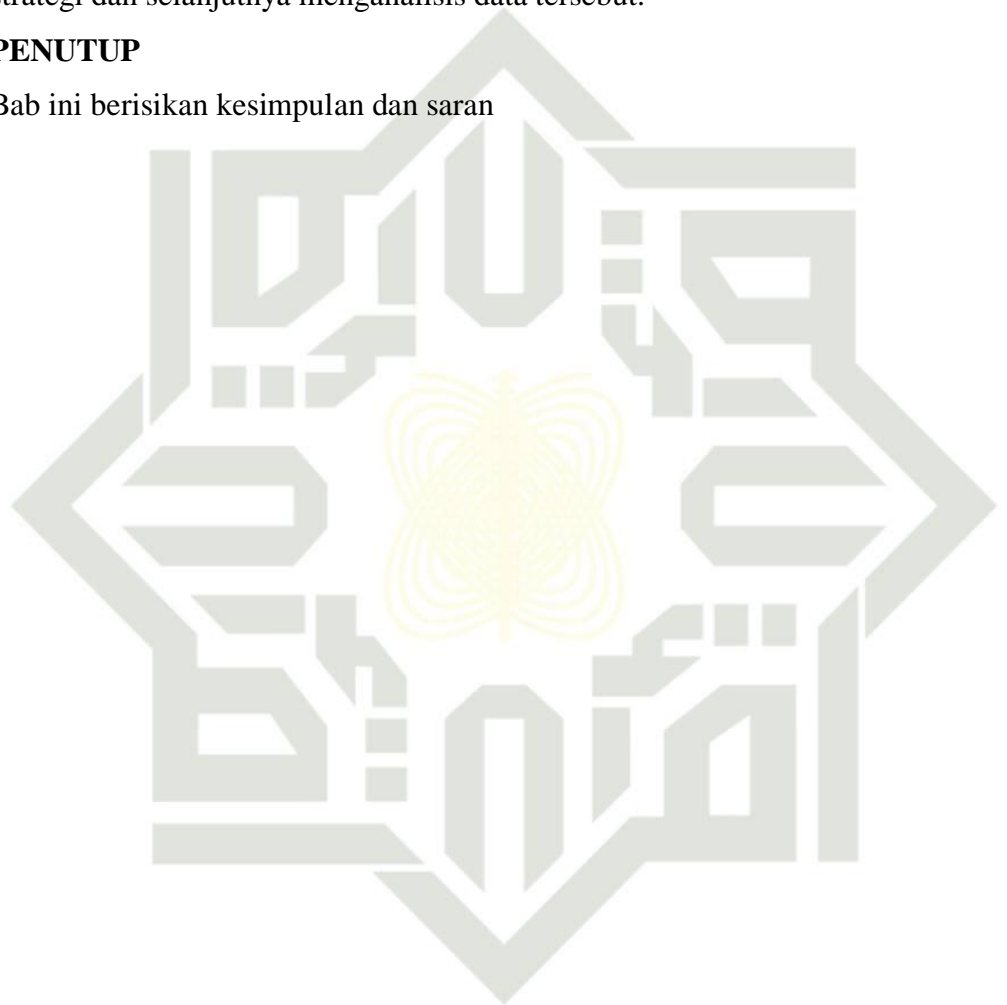 strategi dan selanjutnya menganalisis data tersebut.
PENUTUP
Bab ini berisikan kesimpulan dan saran